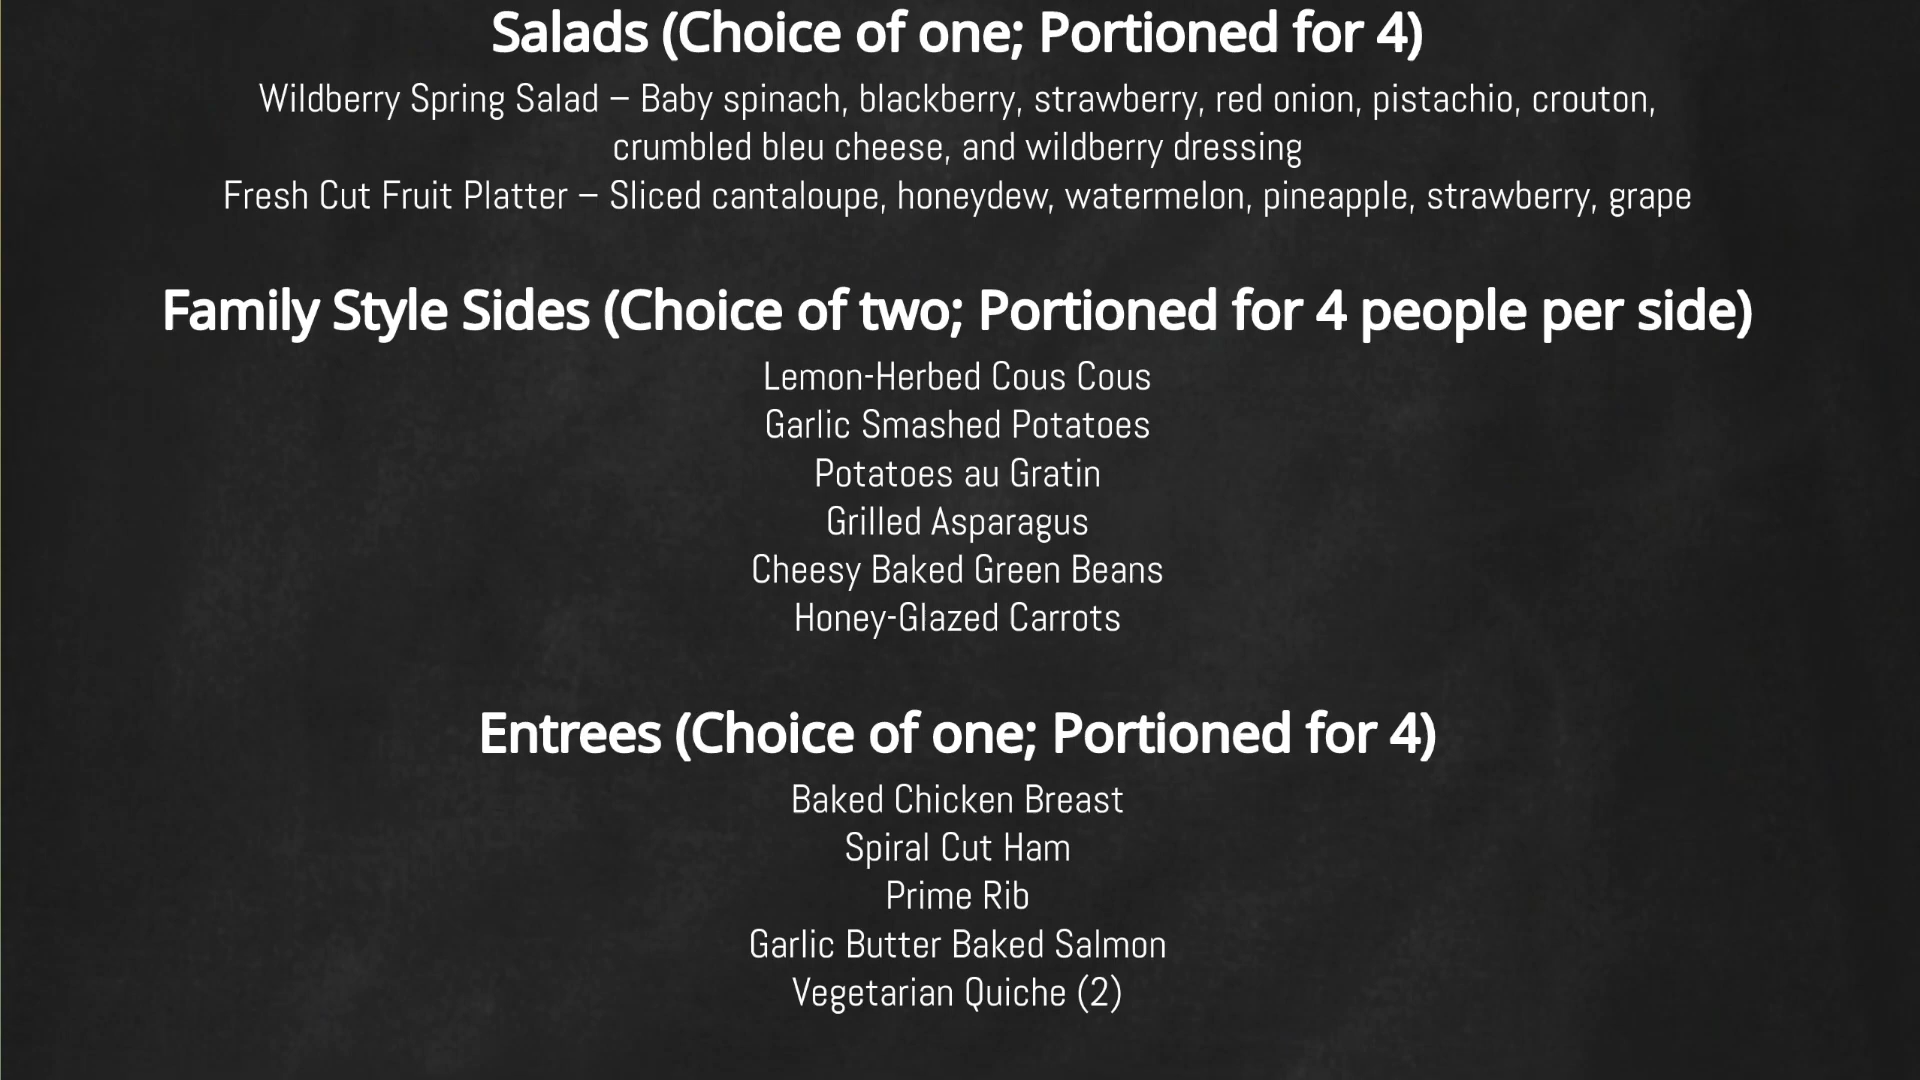 Salads (Choice of one; Portioned for 4)
Wildberry Spring Salad – Baby spinach, blackberry, strawberry, red onion, pistachio, crouton,
crumbled bleu cheese, and wildberry dressing
Fresh Cut Fruit Platter – Sliced cantaloupe, honeydew, watermelon, pineapple, strawberry, grape
Family Style Sides (Choice of two; Portioned for 4 people per side)
Lemon-Herbed Cous Cous
Garlic Smashed Potatoes
Potatoes au Gratin
Grilled Asparagus
Cheesy Baked Green Beans
Honey-Glazed Carrots
Entrees (Choice of one; Portioned for 4)
Baked Chicken Breast
Spiral Cut Ham
Prime Rib
Garlic Butter Baked Salmon
Vegetarian Quiche (2)